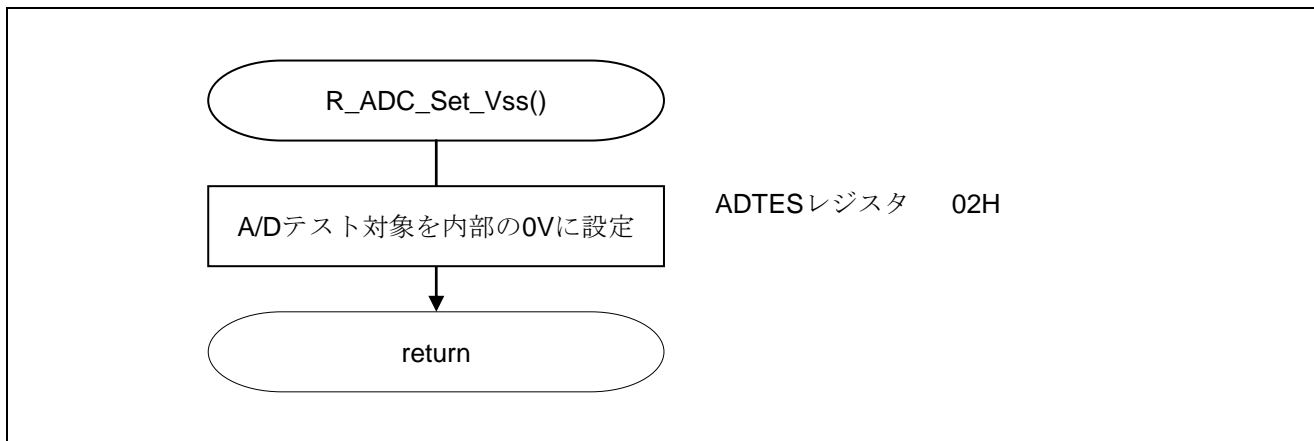 R_ADC_Set_Vss()
A/Dテスト対象を内部の0Vに設定
ADTESレジスタ 02H
return